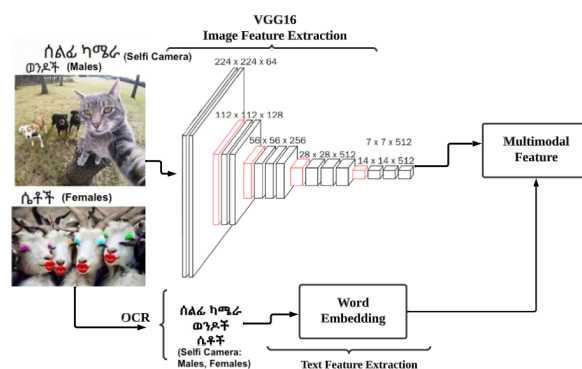 VGG16
Image Feature Extraction
ሰልፊ ካሜራ (Selfi Camera)
ወንዶች (Males)
224 x 224 x 64
112 x 112 x 128
56 x 56 x 256
28 x 28 x 512
7 x 7 x 512
14 x 14 x 512
Multimodal
Feature
ሴቶች (Females)
OCR
ሰልፊ ካሜራ
ወንዶች
ሴቶች
(Selfi Camera:
Males, Females)
Word
Embedding
Text Feature Extraction